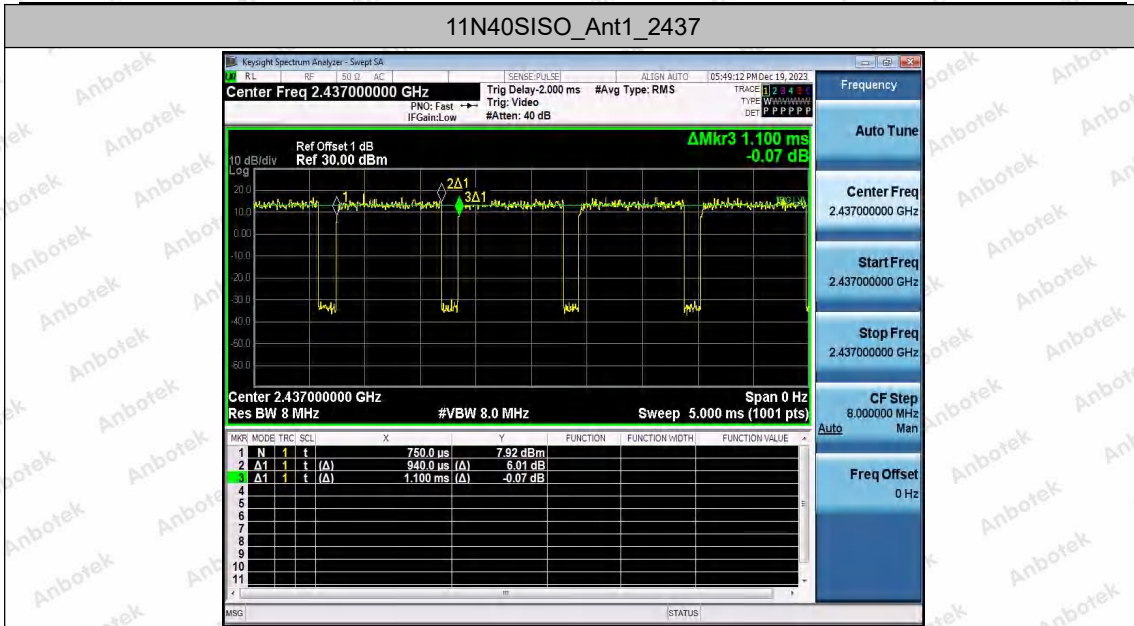 11N40SISO_Ant1_2437
Keysight Spectrum Analyzer - Swept SA
RL RF 50 Ω AC SENSE:PULSE ALIGN AUTO 05:49:12 PM Dec 19, 2023
Center Freq 2.437000000 GHz
PNO: Fast
IFGain:Low
Trig Delay-2.000 ms
Trig: Video
#Atten: 40 dB
#Avg Type: RMS
TRACE 1 2 3 4 5 6
TYPE WWWWWW
DET P P P P P P
ΔMkr3 1.100 ms
-0.07 dB
Ref Offset 1 dB
10 dB/div Ref 30.00 dBm
Log
20.0
10.0
0.00
-10.0
-20.0
-30.0
-40.0
-50.0
-60.0
1
2Δ1
3Δ1
Center 2.437000000 GHz Span 0 Hz
Res BW 8 MHz #VBW 8.0 MHz Sweep 5.000 ms (1001 pts)
MKR MODE TRC SCL X Y FUNCTION FUNCTION WIDTH FUNCTION VALUE
1 N 1 t 750.0 µs 7.92 dBm
2 Δ1 1 t (Δ) 940.0 µs (Δ) 6.01 dB
3 Δ1 1 t (Δ) 1.100 ms (Δ) -0.07 dB
4
5
6
7
8
9
10
11
MSG STATUS
Frequency
Auto Tune
Center Freq
2.437000000 GHz
Start Freq
2.437000000 GHz
Stop Freq
2.437000000 GHz
CF Step
8.000000 MHz
Auto Man
Freq Offset
0 Hz